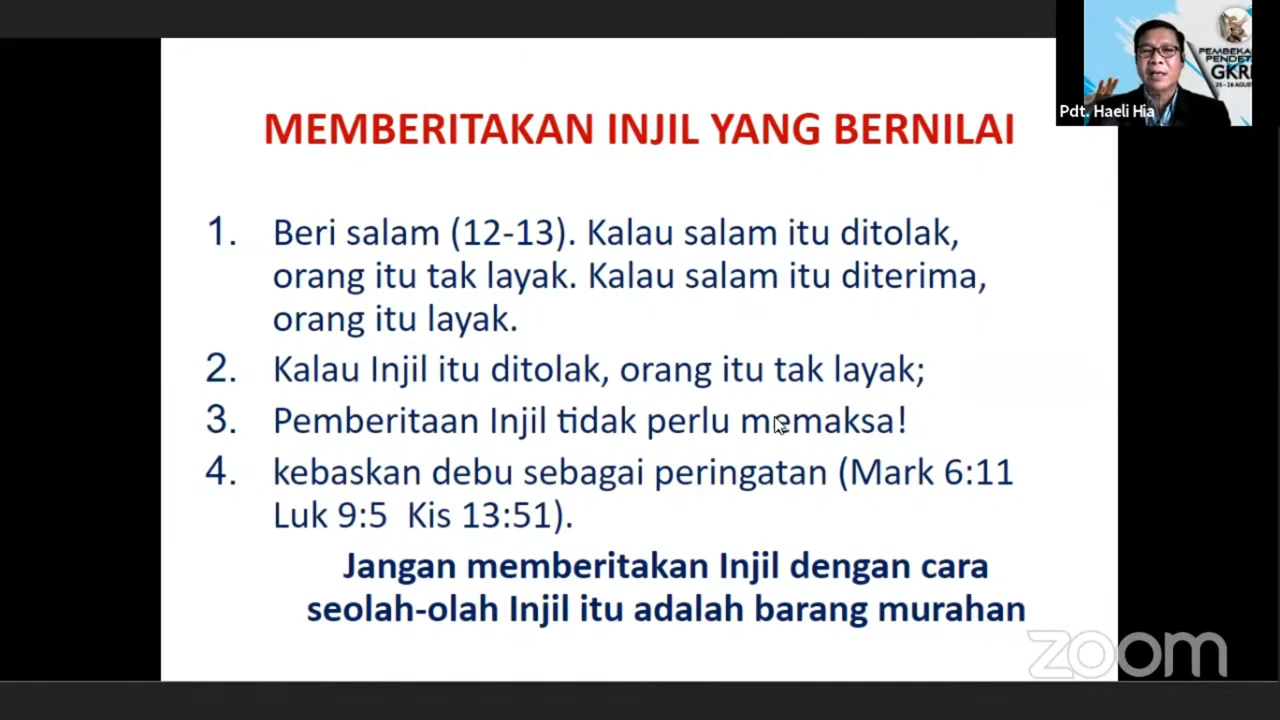 MEMBERITAKAN INJIL YANG BERNILAI
1. Beri salam (12-13). Kalau salam itu ditolak,
orang itu tak layak. Kalau salam itu diterima,
orang itu layak.
2. Kalau Injil itu ditolak, orang itu tak layak;
3. Pemberitaan Injil tidak perlu memaksa!
4. kebaskan debu sebagai peringatan (Mark 6:11
Luk 9:5 Kis 13:51).
Jangan memberitakan Injil dengan cara
seolah-olah Injil itu adalah barang murahan
zoom
Pdt. Haeli Hia